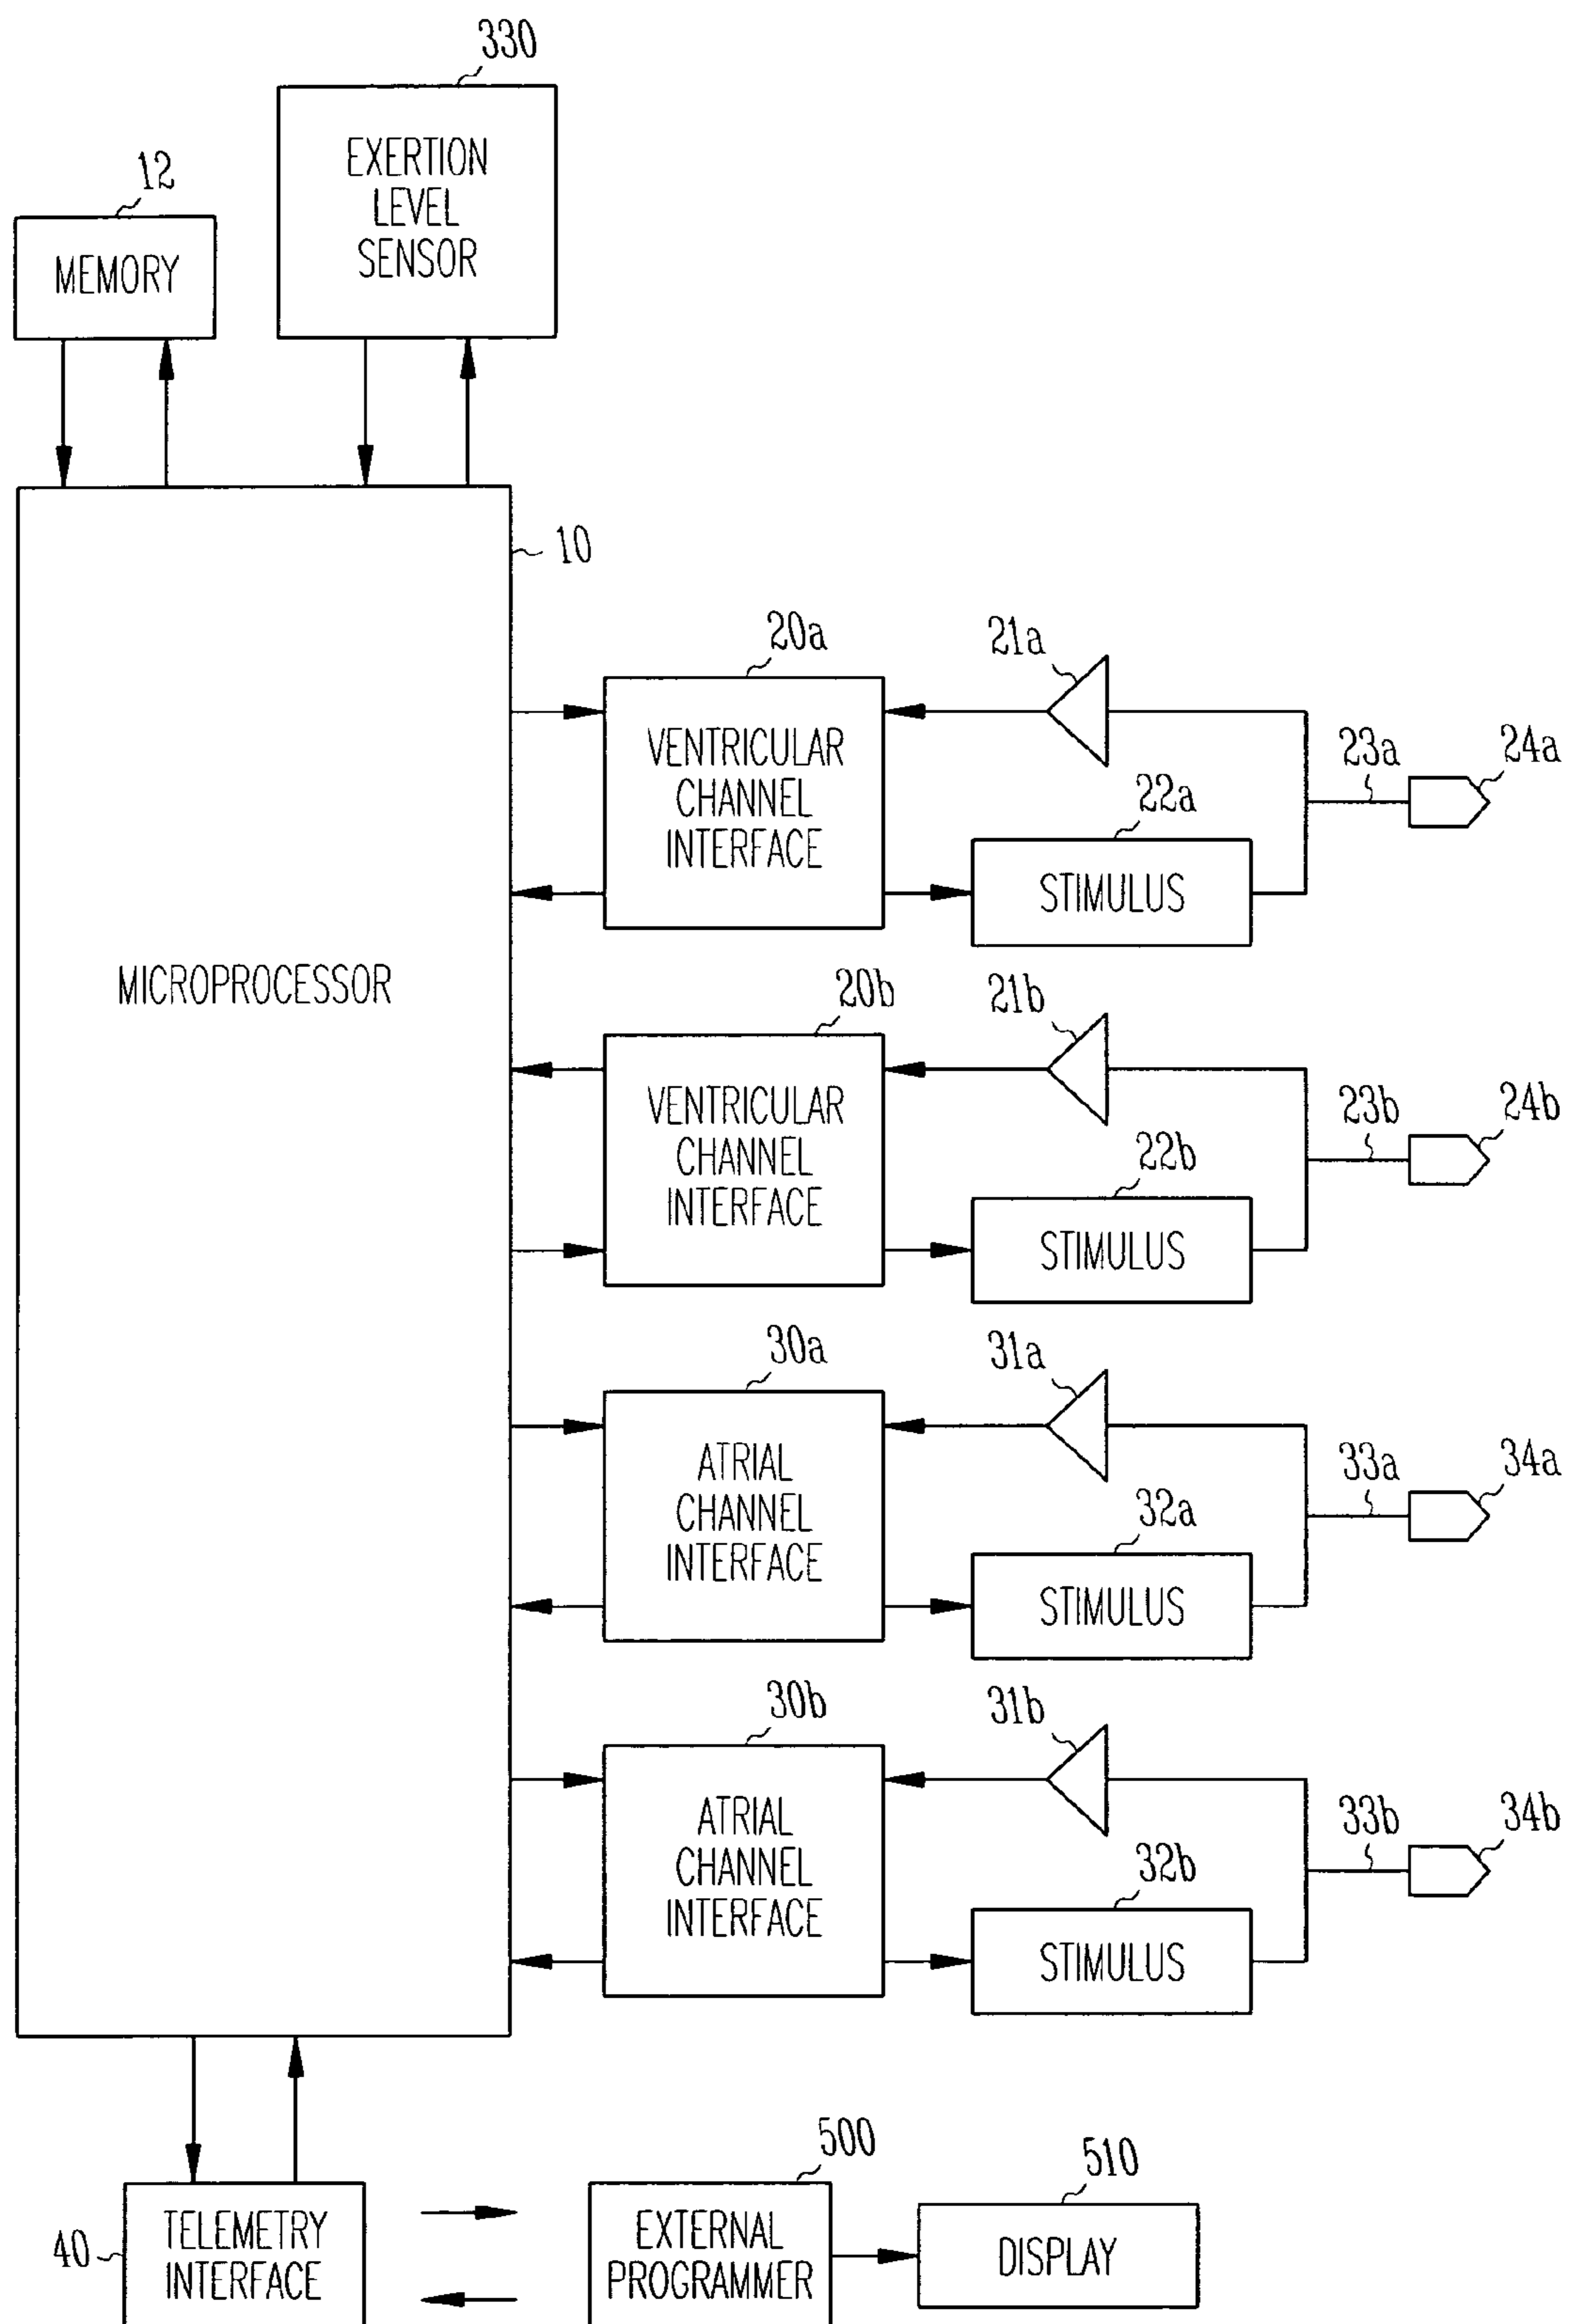 330
EXERTION
LEVEL
SENSOR
12
MEMORY
10
MICROPROCESSOR
20a
VENTRICULAR
CHANNEL
INTERFACE
21a
22a
STIMULUS
23a
24a
20b
VENTRICULAR
CHANNEL
INTERFACE
21b
22b
STIMULUS
23b
24b
30a
ATRIAL
CHANNEL
INTERFACE
31a
32a
STIMULUS
33a
34a
30b
ATRIAL
CHANNEL
INTERFACE
31b
32b
STIMULUS
33b
34b
40
TELEMETRY
INTERFACE
500
EXTERNAL
PROGRAMMER
510
DISPLAY